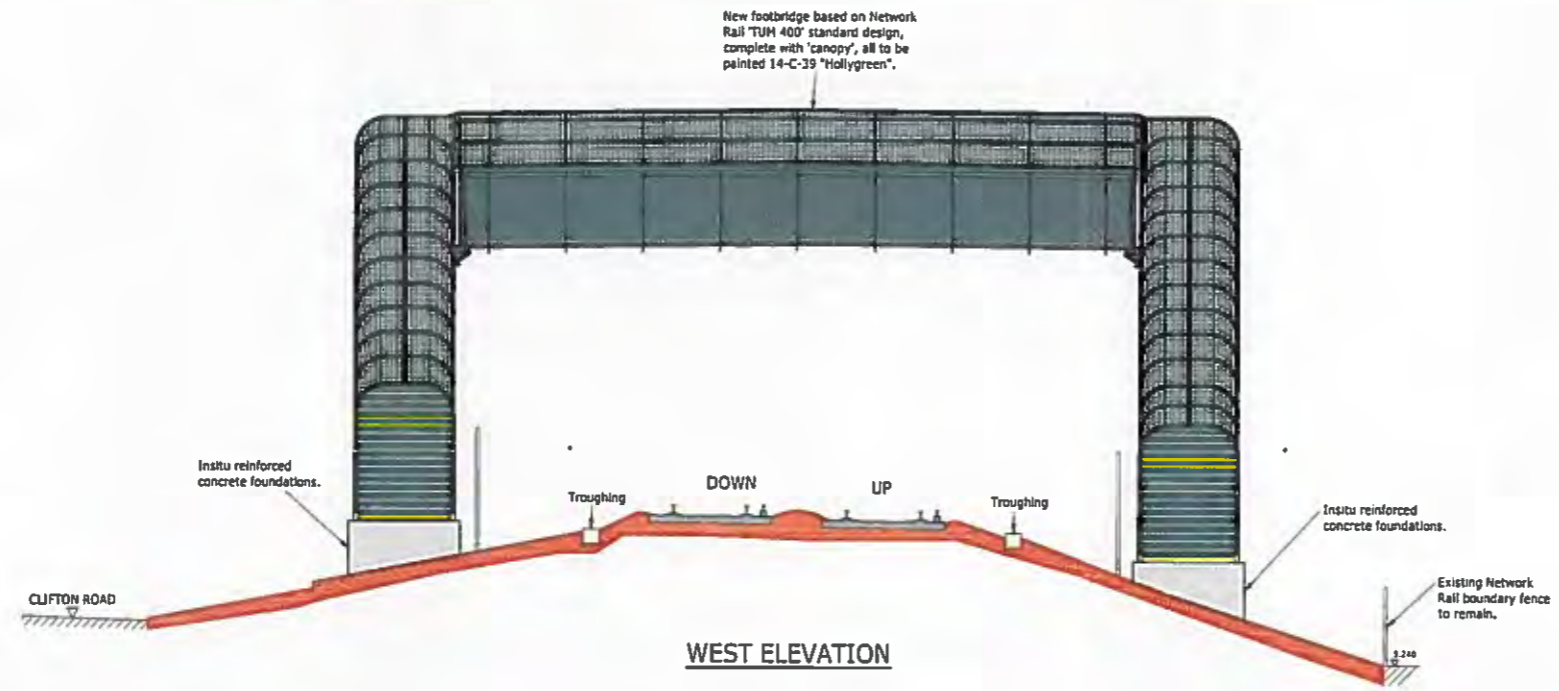 New footbridge based on Network
Rail 'TUM 400' standard design,
complete with 'canopy', all to be
painted 14-C-39 "Hollygreen".
Insitu reinforced
concrete foundations.
Troughing
DOWN
UP
Troughing
Insitu reinforced
concrete foundations.
CLIFTON ROAD
Existing Network
Rail boundary fence
to remain.
WEST ELEVATION